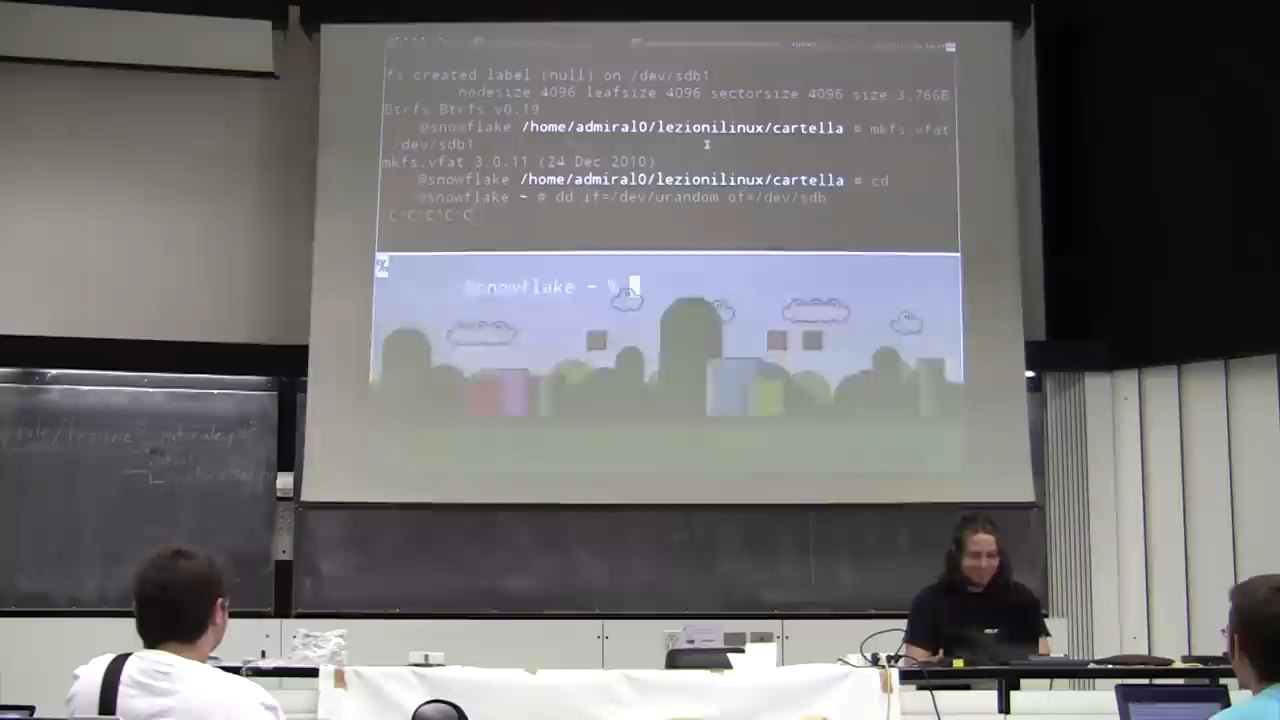 fs created label (null) on /dev/sdb1
nodesize 4096 leafsize 4096 sectorsize 4096 size 3.76GB
Btrfs Btrfs v0.19
@snowflake /home/admiral0/lezionilinux/cartella # mkfs.vfat
/dev/sdb1
mkfs.vfat 3.0.11 (24 Dec 2010)
@snowflake /home/admiral0/lezionilinux/cartella # cd
@snowflake ~ # dd if=/dev/urandom of=/dev/sdb
^C^C^C^C^C
@snowflake ~ %
acer